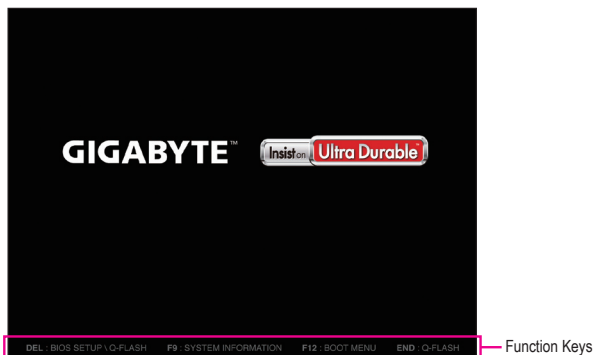 GIGABYTE™ Insist on Ultra Durable™
DEL : BIOS SETUP \ Q-FLASH F9 : SYSTEM INFORMATION F12 : BOOT MENU END : Q-FLASH
Function Keys